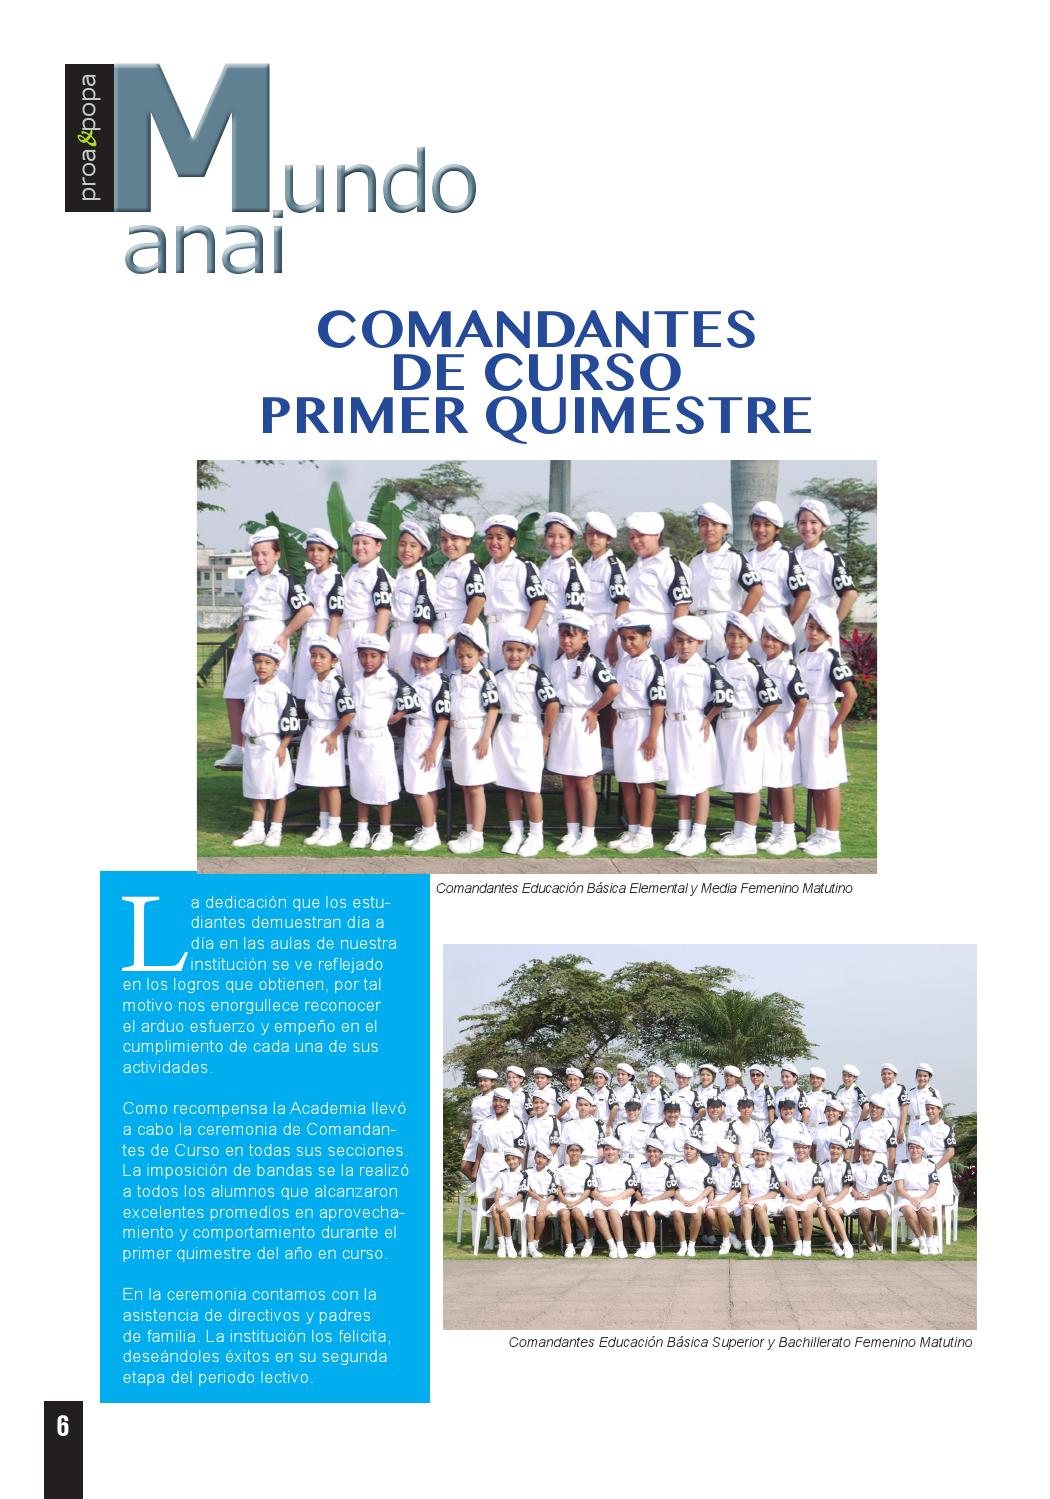 proa&popa
Mundo
anai
COMANDANTES
DE CURSO
PRIMER QUIMESTRE
Comandantes Educación Básica Elemental y Media Femenino Matutino
La dedicación que los estu-
diantes demuestran día a
día en las aulas de nuestra
institución se ve reflejado
en los logros que obtienen, por tal
motivo nos enorgullece reconocer
el arduo esfuerzo y empeño en el
cumplimiento de cada una de sus
actividades.
Como recompensa la Academia llevó
a cabo la ceremonia de Comandan-
tes de Curso en todas sus secciones.
La imposición de bandas se la realizó
a todos los alumnos que alcanzaron
excelentes promedios en aprovecha-
miento y comportamiento durante el
primer quimestre del año en curso.
En la ceremonia contamos con la
asistencia de directivos y padres
de familia. La institución los felicita,
deseándoles éxitos en su segunda
etapa del periodo lectivo.
Comandantes Educación Básica Superior y Bachillerato Femenino Matutino
6